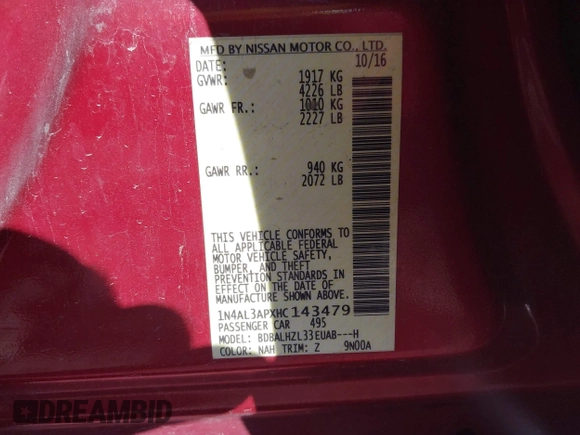 MFD BY NISSAN MOTOR CO., LTD.
DATE: 10/16
GVWR: 1917 KG
4226 LB
GAWR FR.: 1010 KG
2227 LB
GAWR RR.: 940 KG
2072 LB
THIS VEHICLE CONFORMS TO
ALL APPLICABLE FEDERAL
MOTOR VEHICLE SAFETY,
BUMPER, AND THEFT
PREVENTION STANDARDS IN
EFFECT ON THE DATE OF
MANUFACTURE SHOWN ABOVE.
1N4AL3APXHC143479
PASSENGER CAR 495
MODEL: BDBALHZL33EUAB---H
COLOR: NAH TRIM: Z 9N00A
DREAMBID